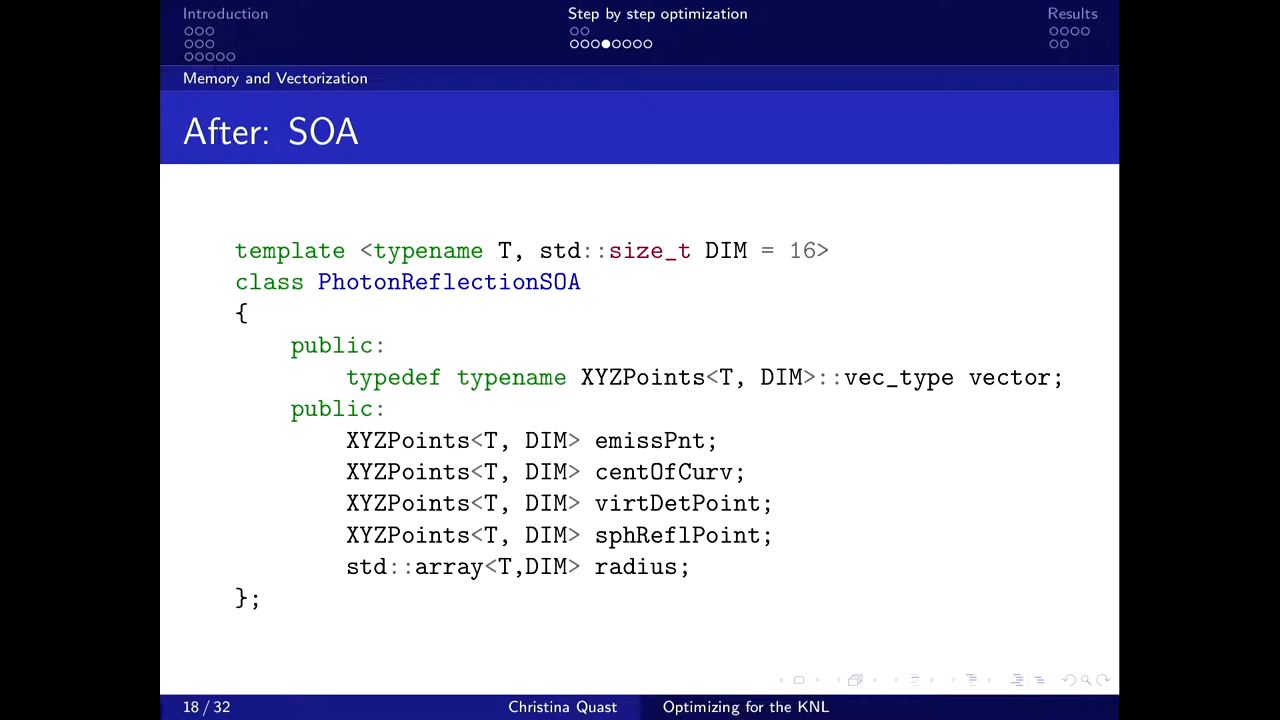 Introduction
Step by step optimization
Results
Memory and Vectorization
After: SOA
template <typename T, std::size_t DIM = 16>
class PhotonReflectionSOA
{
public:
typedef typename XYZPoints<T, DIM>::vec_type vector;
public:
XYZPoints<T, DIM> emissPnt;
XYZPoints<T, DIM> centOfCurv;
XYZPoints<T, DIM> virtDetPoint;
XYZPoints<T, DIM> sphReflPoint;
std::array<T,DIM> radius;
};
18 / 32
Christina Quast
Optimizing for the KNL